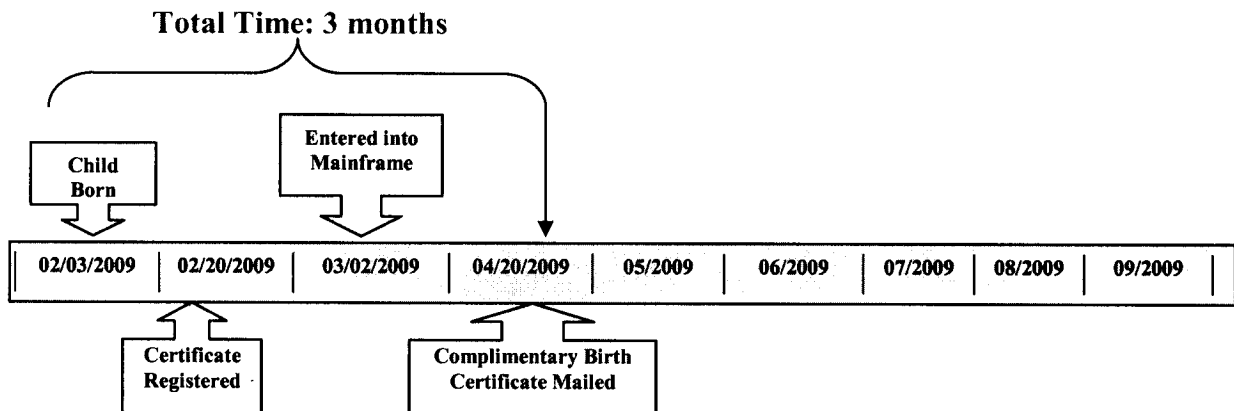 Total Time: 3 months
Child
Born
Entered into
Mainframe
02/03/2009 02/20/2009 03/02/2009 04/20/2009 05/2009 06/2009 07/2009 08/2009 09/2009
Certificate
Registered
Complimentary Birth
Certificate Mailed